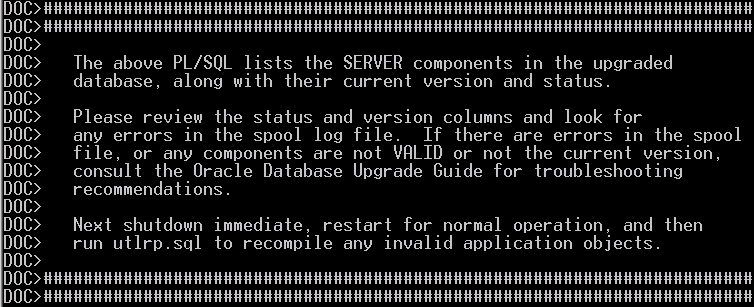 DOC>#######################################################################
DOC>#######################################################################
DOC>
DOC>   The above PL/SQL lists the SERVER components in the upgraded
DOC>   database, along with their current version and status.
DOC>
DOC>   Please review the status and version columns and look for
DOC>   any errors in the spool log file.  If there are errors in the spool
DOC>   file, or any components are not VALID or not the current version,
DOC>   consult the Oracle Database Upgrade Guide for troubleshooting
DOC>   recommendations.
DOC>
DOC>   Next shutdown immediate, restart for normal operation, and then
DOC>   run utlrp.sql to recompile any invalid application objects.
DOC>
DOC>#######################################################################
DOC>#######################################################################